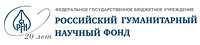 ФЕДЕРАЛЬНОЕ ГОСУДАРСТВЕННОЕ БЮДЖЕТНОЕ УЧРЕЖДЕНИЕ
РОССИЙСКИЙ ГУМАНИТАРНЫЙ
НАУЧНЫЙ ФОНД
20 лет